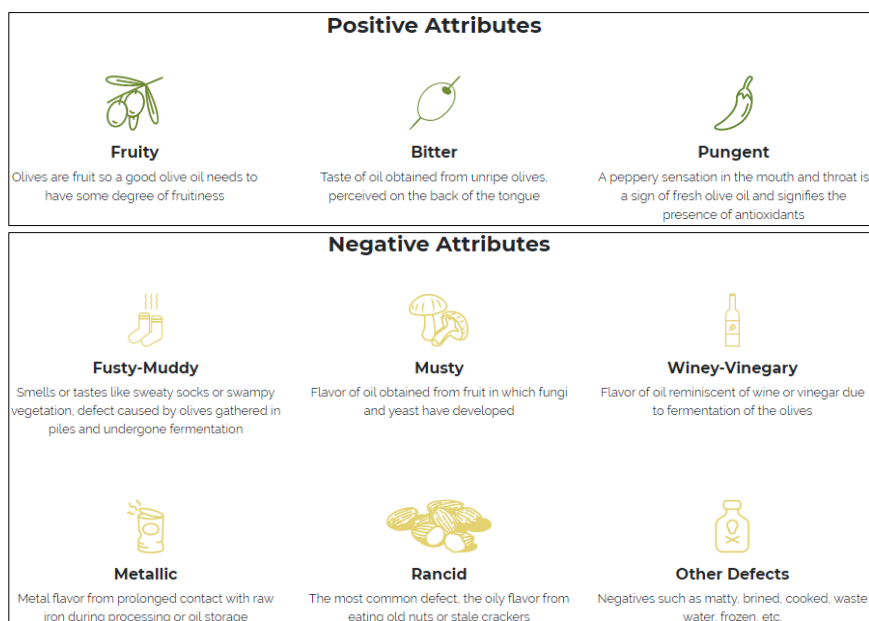 Positive Attributes
Fruity
Olives are fruit so a good olive oil needs to
have some degree of fruitiness
Bitter
Taste of oil obtained from unripe olives,
perceived on the back of the tongue
Pungent
A peppery sensation in the mouth and throat is
a sign of fresh olive oil and signifies the
presence of antioxidants
Negative Attributes
Fusty-Muddy
Smells or tastes like sweaty socks or swampy
vegetation, defect caused by olives gathered in
piles and undergone fermentation
Musty
Flavor of oil obtained from fruit in which fungi
and yeast have developed
Winey-Vinegary
Flavor of oil reminiscent of wine or vinegar due
to fermentation of the olives
Metallic
Metal flavor from prolonged contact with raw
iron during processing or oil storage
Rancid
The most common defect, the oily flavor from
eating old nuts or stale crackers
Other Defects
Negatives such as matty, brined, cooked, waste
water, frozen, etc.